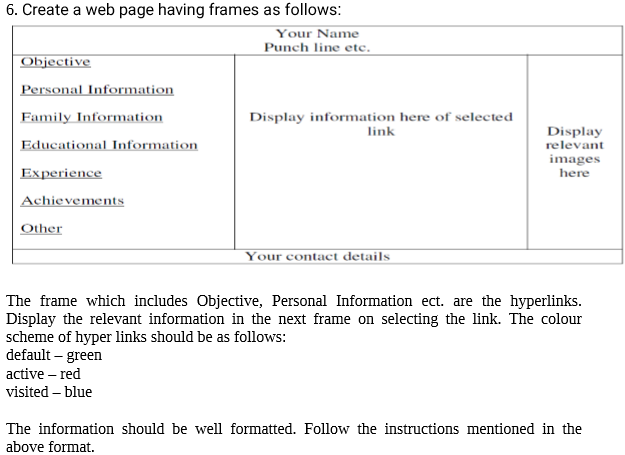 6. Create a web page having frames as follows:
Your Name
Punch line etc.
Objective
Personal Information
Family Information
Educational Information
Experience
Achievements
Other
Display information here of selected
link
Display
relevant
images
here
Your contact details
The frame which includes Objective, Personal Information ect. are the hyperlinks.
Display the relevant information in the next frame on selecting the link. The colour
scheme of hyper links should be as follows:
default – green
active – red
visited – blue
The information should be well formatted. Follow the instructions mentioned in the
above format.